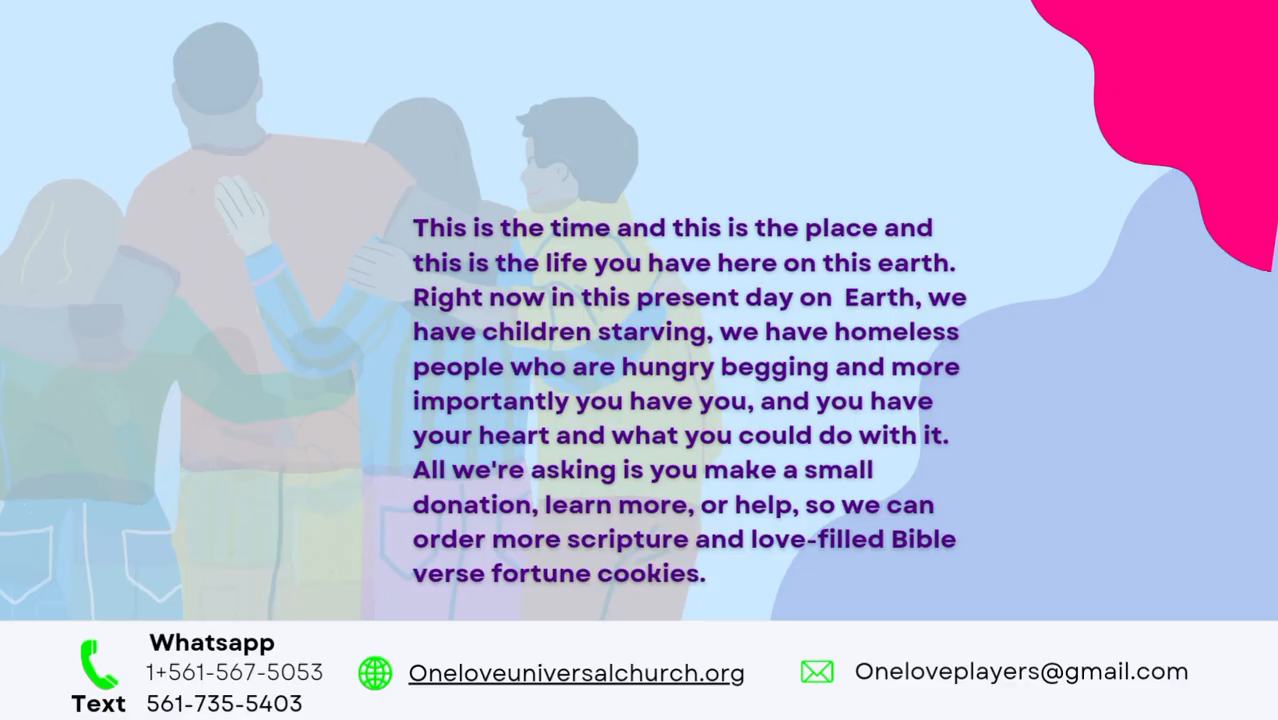 This is the time and this is the place and
this is the life you have here on this earth.
Right now in this present day on  Earth, we
have children starving, we have homeless
people who are hungry begging and more
importantly you have you, and you have
your heart and what you could do with it.
All we're asking is you make a small
donation, learn more, or help, so we can
order more scripture and love-filled Bible
verse fortune cookies.
Whatsapp
1+561-567-5053
Text 561-735-5403
Oneloveuniversalchurch.org
Oneloveplayers@gmail.com